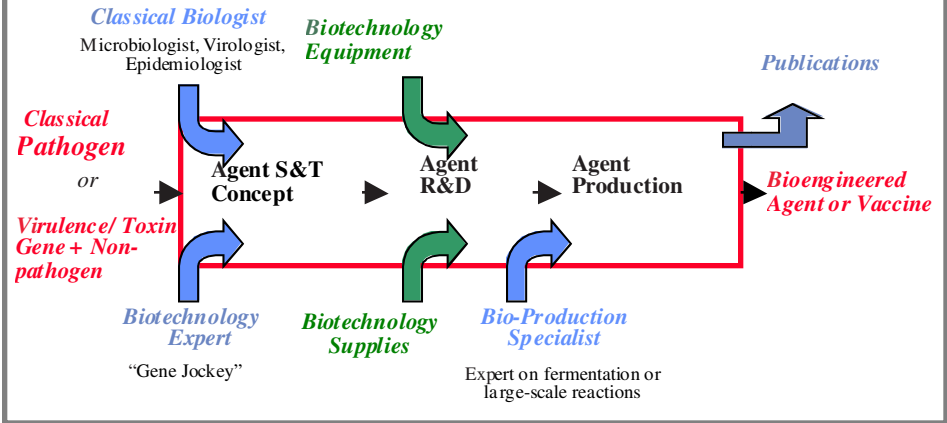 Classical Biologist
Microbiologist, Virologist,
Epidemiologist
Biotechnology
Equipment
Publications
Classical
Pathogen
or
Virulence/ Toxin
Gene + Non-
pathogen
Agent S&T
Concept
Agent
R&D
Agent
Production
Bioengineered
Agent or Vaccine
Biotechnology
Expert
“Gene Jockey”
Biotechnology
Supplies
Bio-Production
Specialist
Expert on fermentation or
large-scale reactions